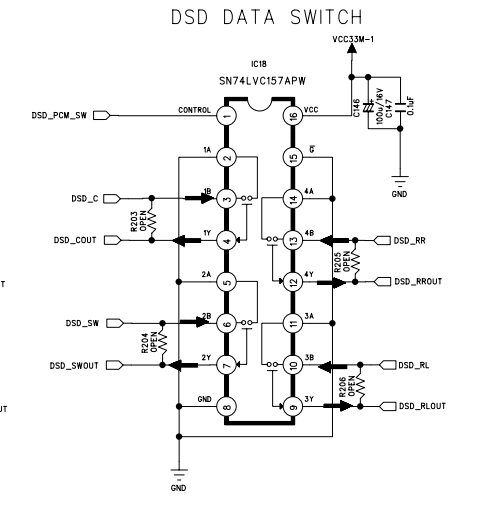 DSD DATA SWITCH
VCC33M-1
IC18
SN74LVC157APW
DSD_PCM_SW
CONTROL
1
16
VCC
C146
100u/16V
C147
0.1uF
GND
1A
2
15
G
DSD_C
1B
3
14
4A
R203
OPEN
DSD_COUT
1Y
4
13
4B
DSD_RR
R205
OPEN
2A
5
12
4Y
DSD_RROUT
T
DSD_SW
2B
6
11
3A
R204
OPEN
DSD_SWOUT
2Y
7
10
3B
DSD_RL
R206
OPEN
GND
8
9
3Y
DSD_RLOUT
UT
GND